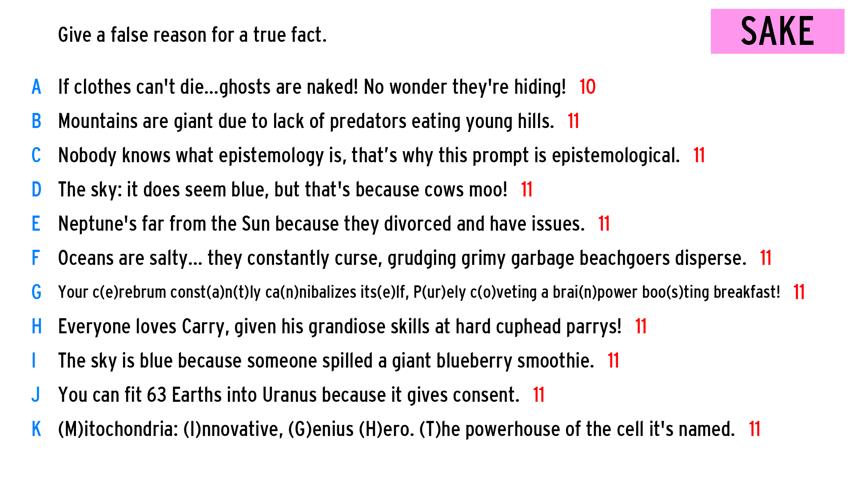 Give a false reason for a true fact.
SAKE
A If clothes can't die...ghosts are naked! No wonder they're hiding! 10
B Mountains are giant due to lack of predators eating young hills. 11
C Nobody knows what epistemology is, that's why this prompt is epistemological. 11
D The sky: it does seem blue, but that's because cows moo! 11
E Neptune's far from the Sun because they divorced and have issues. 11
F Oceans are salty... they constantly curse, grudging grimy garbage beachgoers disperse. 11
G Your c(e)rebrum const(a)n(t)ly ca(n)nibalizes its(e)lf, P(ur)ely c(o)veting a brai(n)power boo(s)ting breakfast! 11
H Everyone loves Carry, given his grandiose skills at hard cuphead parrys! 11
I The sky is blue because someone spilled a giant blueberry smoothie. 11
J You can fit 63 Earths into Uranus because it gives consent. 11
K (M)itochondria: (I)nnovative, (G)enius (H)ero. (T)he powerhouse of the cell it's named. 11